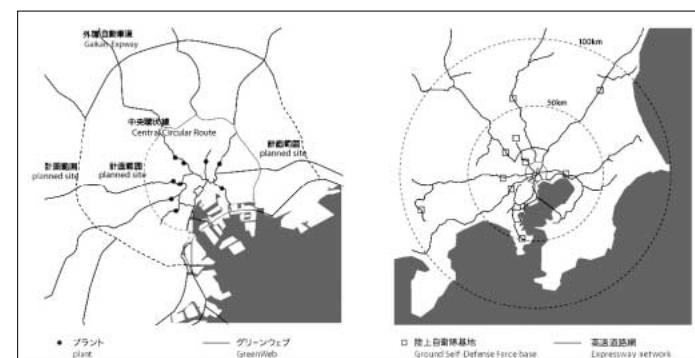 外環自動車道
Gaikan Expway
中央環状線
Central Circular Route
計画範囲
planned site
計画範囲
planned site
計画範囲
planned site
プラント
plant
グリーンウェブ
GreenWeb
100km
50km
陸上自衛隊基地
Ground Self-Defense Force base
高速道路網
Expressway network